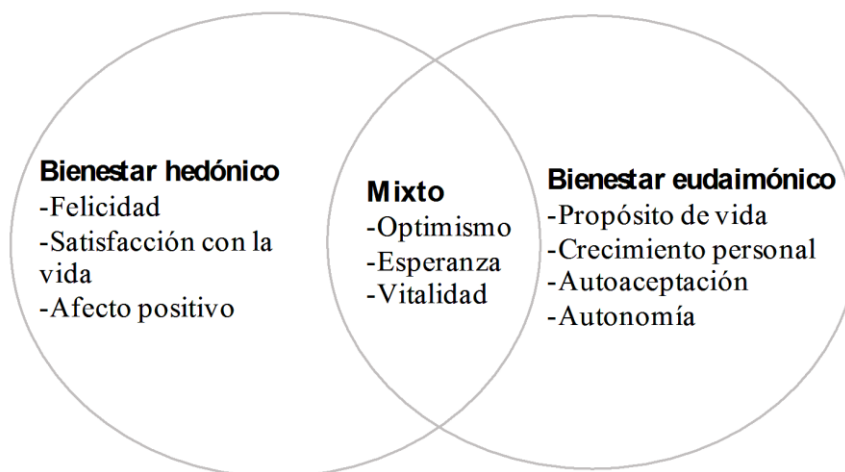 Bienestar hedónico
-Felicidad
-Satisfacción con la
vida
-Afecto positivo
Mixto
-Optimismo
-Esperanza
-Vitalidad
Bienestar eudaimónico
-Propósito de vida
-Crecimiento personal
-Autoaceptación
-Autonomía